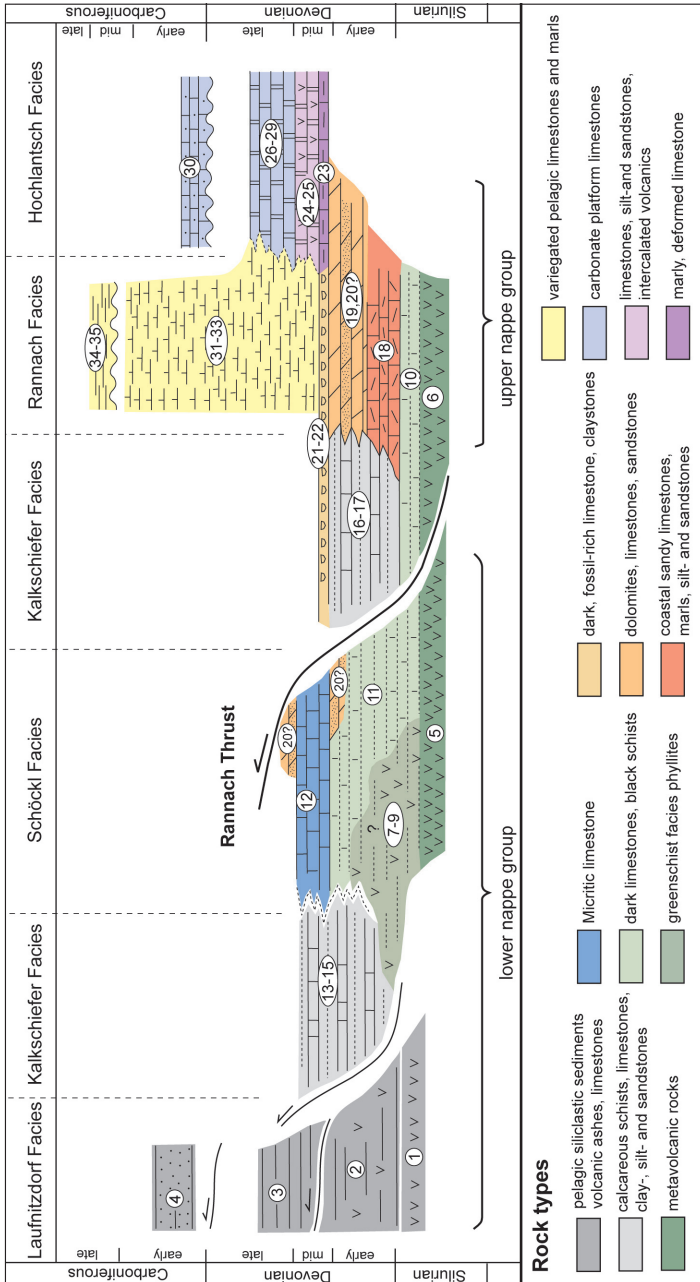 Laufnitzdorf Facies
Kalkschiefer Facies
Schöckl Facies
Kalkschiefer Facies
Rannach Facies
Hochlantsch Facies
Carboniferous
late
mid
early
Devonian
late
mid
early
Silurian
Carboniferous
late
mid
early
Devonian
late
mid
early
Silurian
4
3
2
1
13-15
12
20?
20?
11
7-9
?
5
Rannach Thrust
16-17
21-22
34-35
31-33
19,20?
18
10
6
30
26-29
24-25
23
lower nappe group
upper nappe group
Rock types
pelagic siliclastic sediments
volcanic ashes, limestones
calcareous schists, limestones,
clay-, silt- and sandstones
metavolcanic rocks
Micritic limestone
dark limestones, black schists
greenschist facies phyllites
dark, fossil-rich limestone, claystones
dolomites, limestones, sandstones
coastal sandy limestones,
marls, silt- and sandstones
variegated pelagic limestones and marls
carbonate platform limestones
limestones, silt-and sandstones,
intercalated volcanics
marly, deformed limestone